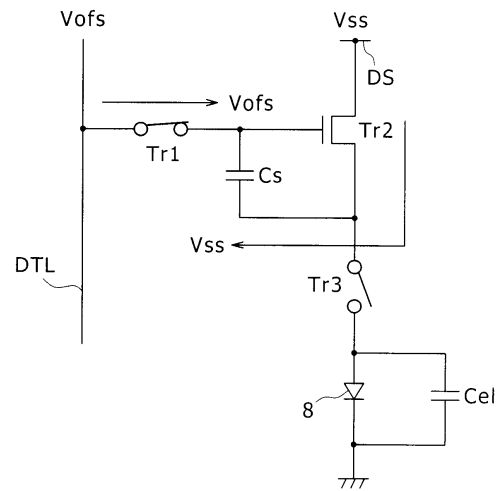 Vofs
Vss
DS
Vofs
Tr1
Tr2
Cs
Vss
DTL
Tr3
8
Cel